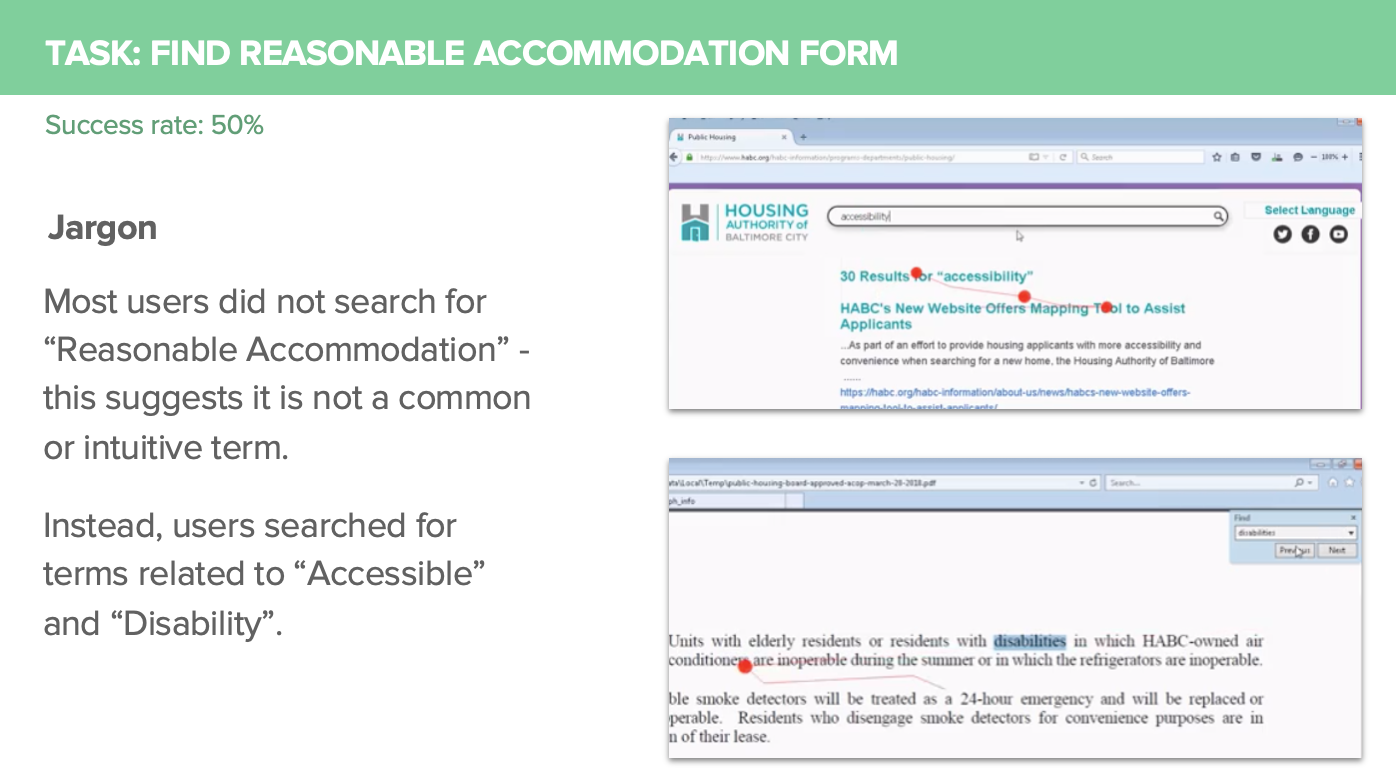 TASK: FIND REASONABLE ACCOMMODATION FORM
Success rate: 50%
Jargon
Most users did not search for
“Reasonable Accommodation” -
this suggests it is not a common
or intuitive term.
Instead, users searched for
terms related to “Accessible”
and “Disability”.
Public Housing
https://www.habc.org/habc-information/programs-departments/public-housing/
Search
100%
HOUSING
AUTHORITY of
BALTIMORE CITY
accessibility
Select Language
30 Results for “accessibility”
HABC's New Website Offers Mapping Tool to Assist
Applicants
...As part of an effort to provide housing applicants with more accessibility and
convenience when searching for a new home, the Housing Authority of Baltimore
......
https://habc.org/habc-information/about-us/news/habcs-new-website-offers-
mapping-tool-to-assist-applicants/
ata\Local\Temp\public-housing-board-approved-acop-march-20-2018.pdf
Search...
ph_info
Find
disabilities
Previous
Next
Units with elderly residents or residents with disabilities in which HABC-owned air
conditioners are inoperable during the summer or in which the refrigerators are inoperable.
ble smoke detectors will be treated as a 24-hour emergency and will be replaced or
perable. Residents who disengage smoke detectors for convenience purposes are in
n of their lease.